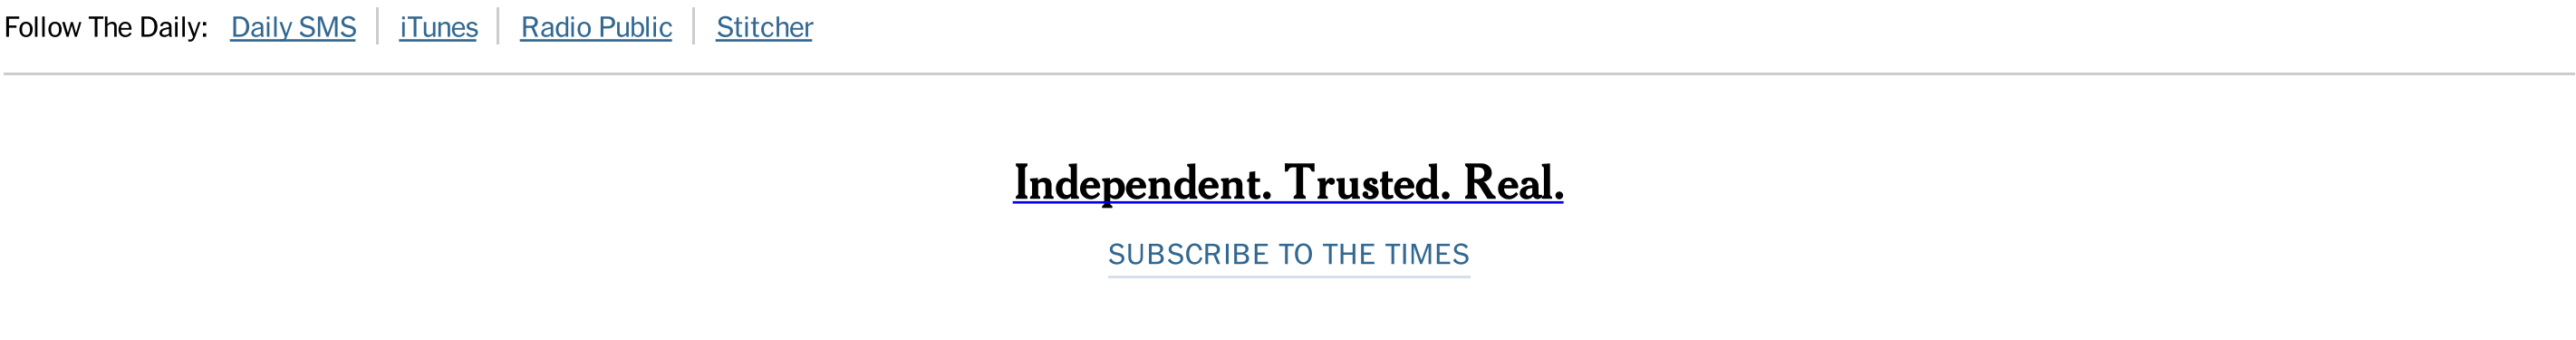 Follow The Daily: Daily SMS | iTunes | Radio Public | Stitcher
Independent. Trusted. Real.
SUBSCRIBE TO THE TIMES